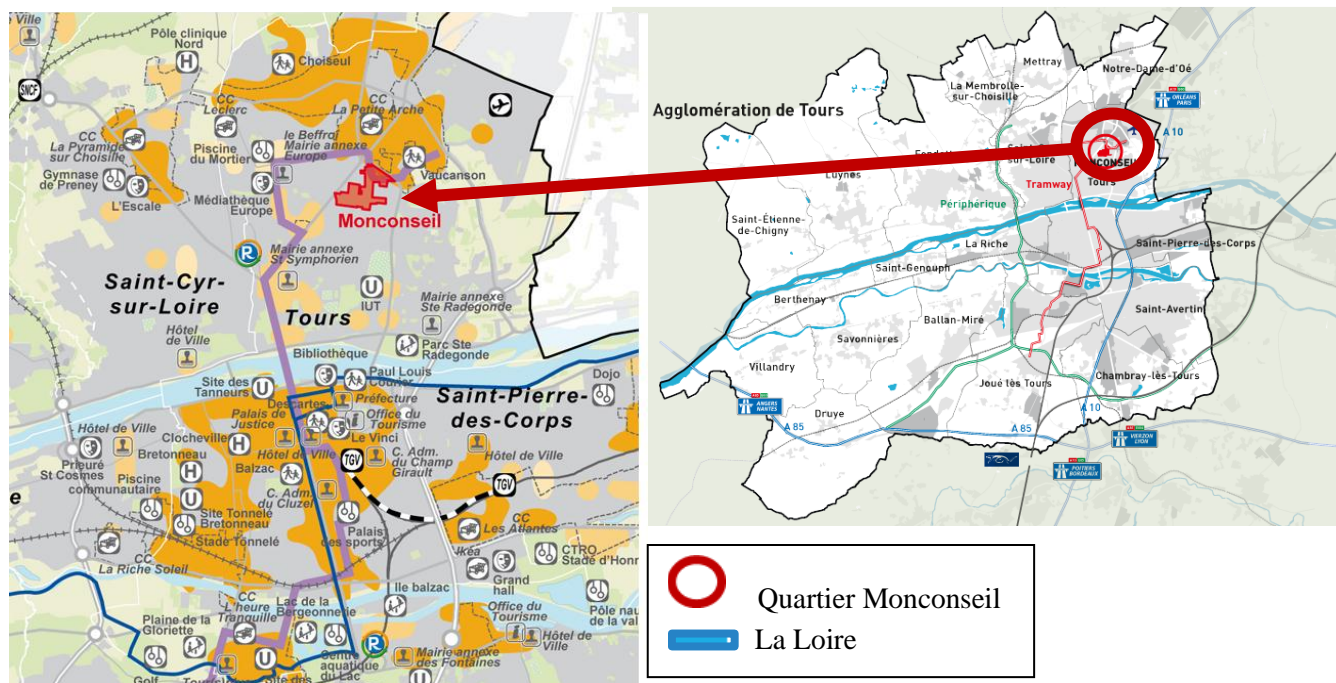 de Ville
Pôle clinique
Nord
H
Choiseul
SNCF
CC
Leclerc
CC
La Petite Arche
CC
La Pyramide
sur Choisille
Piscine
du Mortier
le Beffroi
Mairie annexe
Europe
Gymnase
de Preney
L'Escale
Médiathèque
Europe
Vaucanson
Monconseil
R
Mairie annexe
St Symphorien
Saint-Cyr-
sur-Loire
Tours
U
IUT
Mairie annexe
Ste Radegonde
Hôtel
de Ville
Parc Ste
Radegonde
Bibliothèque
Site des
Tanneurs
U
Paul Louis
Courier
Dojo
Saint-Pierre-
des-Corps
Descartes
Préfecture
Palais de
Justice
Office du
Tourisme
Hôtel de Ville
Bretonneau
Clocheville
H
Le Vinci
Hôtel de Ville
Hôtel de Ville
Balzac
TGV
C. Adm.
du Champ
Girault
TGV
Prieuré
St Cosmes
Piscine
communautaire
H
U
C. Adm.
du Cluzel
e
Site Tonnelé
Bretonneau
Stade Tonnelé
Palais
des sports
CC
Les Atlantes
Ikéa
CTRO
Stade d'Honn
CC
La Riche Soleil
Grand
hall
CC
L'heure
Tranquille
Lac de la
Bergeonnerie
Ile balzac
Office du
Tourisme
Pôle nau
de la val
Plaine de la
Gloriette
R
Hôtel de
Ville
U
Centre
aquatique
du Lac
Mairie annexe
des Fontaines
Golf
Site des
Agglomération de Tours
Mettray
Notre-Dame-d'Oé
La Membrolle-
sur-Choisille
ORLÉANS
PARIS
A 10
sur-Loire
Luynes
Tramway
Tours
Périphérique
Saint-Étienne-
de-Chigny
La Riche
Saint-Pierre-des-Corps
Saint-Genouph
Berthenay
Saint-Avertin
Ballan-Miré
Savonnières
Villandry
Chambray-lès-Tours
Joué lès Tours
ANGERS
NANTES
Druye
A 10
A 85
A 85
VIERZON
LYON
POITIERS
BORDEAUX
Quartier Monconseil
La Loire